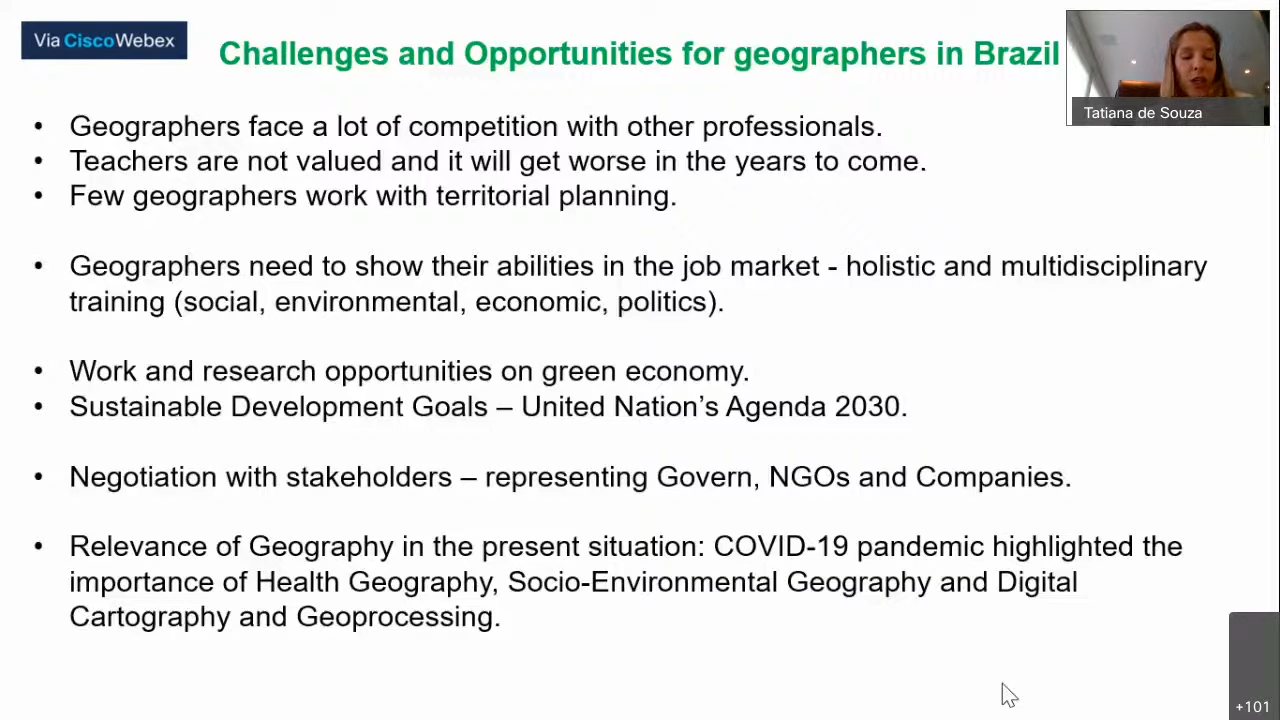 Via CiscoWebex
Challenges and Opportunities for geographers in Brazil
Tatiana de Souza
• Geographers face a lot of competition with other professionals.
• Teachers are not valued and it will get worse in the years to come.
• Few geographers work with territorial planning.
• Geographers need to show their abilities in the job market - holistic and multidisciplinary
training (social, environmental, economic, politics).
• Work and research opportunities on green economy.
• Sustainable Development Goals – United Nation’s Agenda 2030.
• Negotiation with stakeholders – representing Govern, NGOs and Companies.
• Relevance of Geography in the present situation: COVID-19 pandemic highlighted the
importance of Health Geography, Socio-Environmental Geography and Digital
Cartography and Geoprocessing.
+101